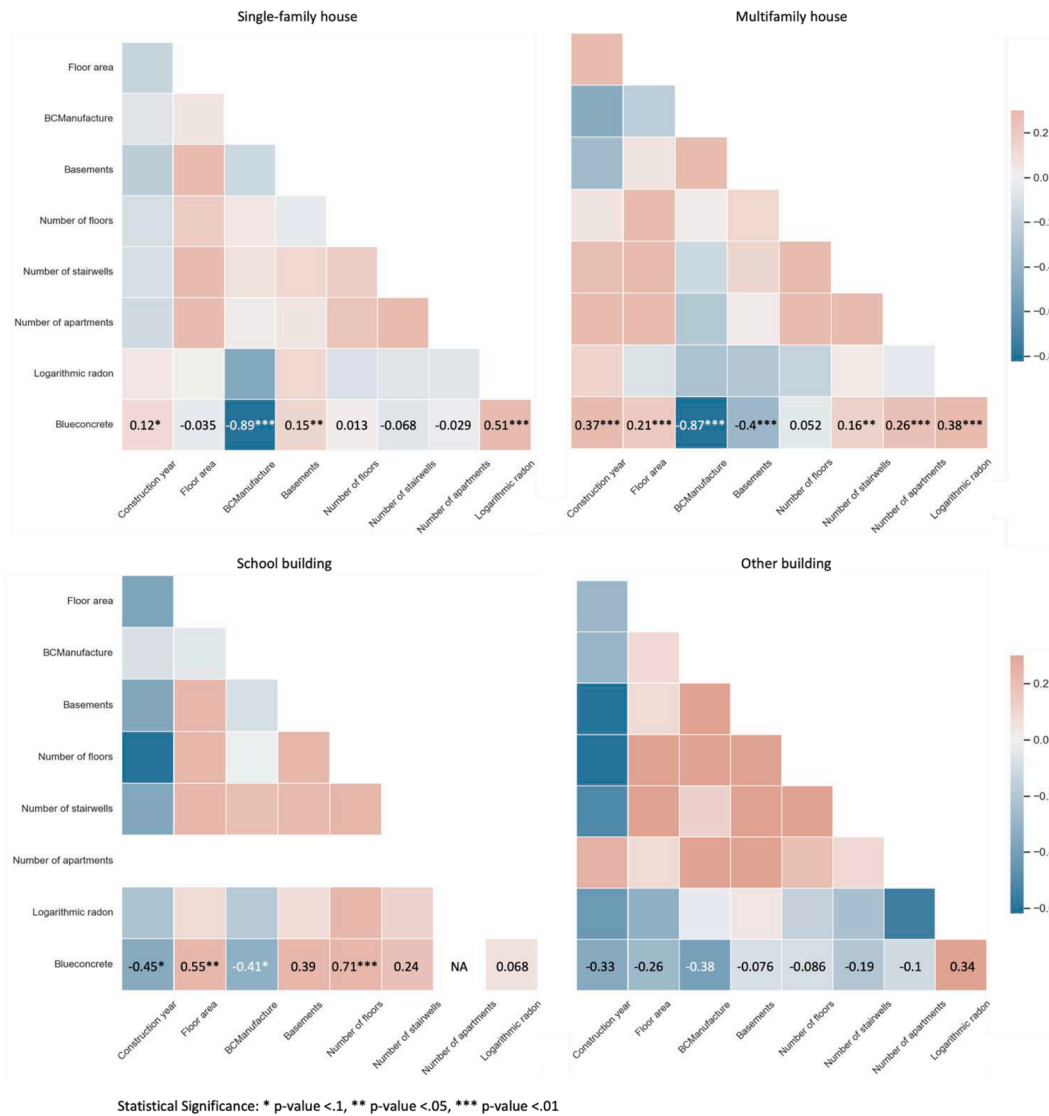 Single-family house
Multifamily house
Floor area
BCManufacture
Basements
Number of floors
Number of stairwells
Number of apartments
Logarithmic radon
Blueconcrete
0.12* -0.035 -0.89*** 0.15** 0.013 -0.068 -0.029 0.51***
0.37*** 0.21*** -0.87*** -0.4*** 0.052 0.16** 0.26*** 0.38***
0.2
0.0
Construction year
Floor area
BCManufacture
Basements
Number of floors
Number of stairwells
Number of apartments
Logarithmic radon
Construction year
Floor area
BCManufacture
Basements
Number of floors
Number of stairwells
Number of apartments
Logarithmic radon
School building
Other building
Floor area
BCManufacture
Basements
Number of floors
Number of stairwells
Number of apartments
Logarithmic radon
Blueconcrete
-0.45* 0.55** -0.41* 0.39 0.71*** 0.24 NA 0.068
-0.33 -0.26 -0.38 -0.076 -0.086 -0.19 -0.1 0.34
0.2
Construction year
Floor area
BCManufacture
Basements
Number of floors
Number of stairwells
Number of apartments
Logarithmic radon
Construction year
Floor area
BCManufacture
Basements
Number of floors
Number of stairwells
Number of apartments
Logarithmic radon
Statistical Significance: * p-value <.1, ** p-value <.05, *** p-value <.01